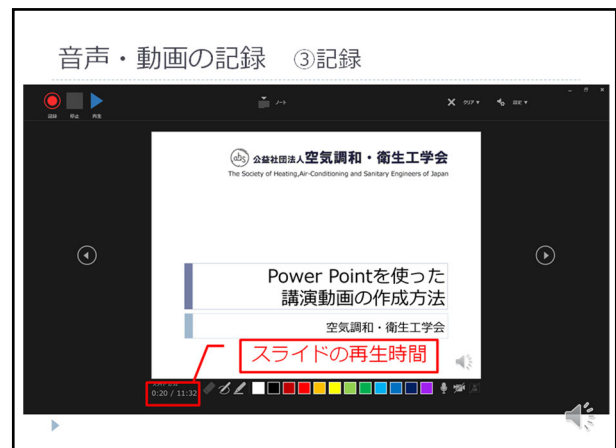 音声・動画の記録 ③記録
記録 停止 再生
ノート
クリア
設定
公益社団法人空気調和・衛生工学会
The Society of Heating,Air-Conditioning and Sanitary Engineers of Japan
Power Pointを使った
講演動画の作成方法
空気調和・衛生工学会
スライドの再生時間
0:20 / 11:32